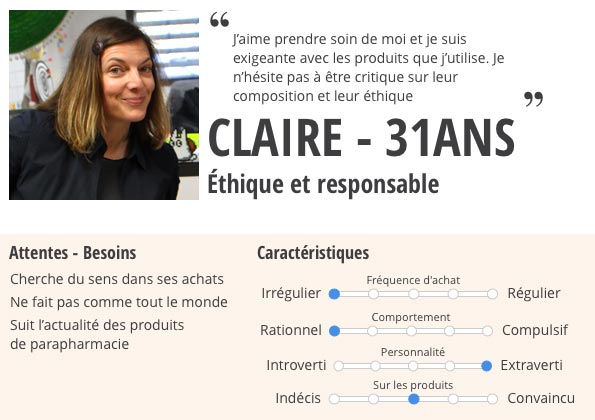 “
J’aime prendre soin de moi et je suis
exigeante avec les produits que j’utilise. Je
n’hésite pas à être critique sur leur
composition et leur éthique
”
CLAIRE - 31ANS
Éthique et responsable
Attentes - Besoins
Cherche du sens dans ses achats
Ne fait pas comme tout le monde
Suit l’actualité des produits
de parapharmacie
Caractéristiques
Fréquence d'achat
Irrégulier Régulier
Comportement
Rationnel Compulsif
Personnalité
Introverti Extraverti
Sur les produits
Indécis Convaincu